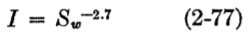 I = S_w^{-2.7} (2-77)